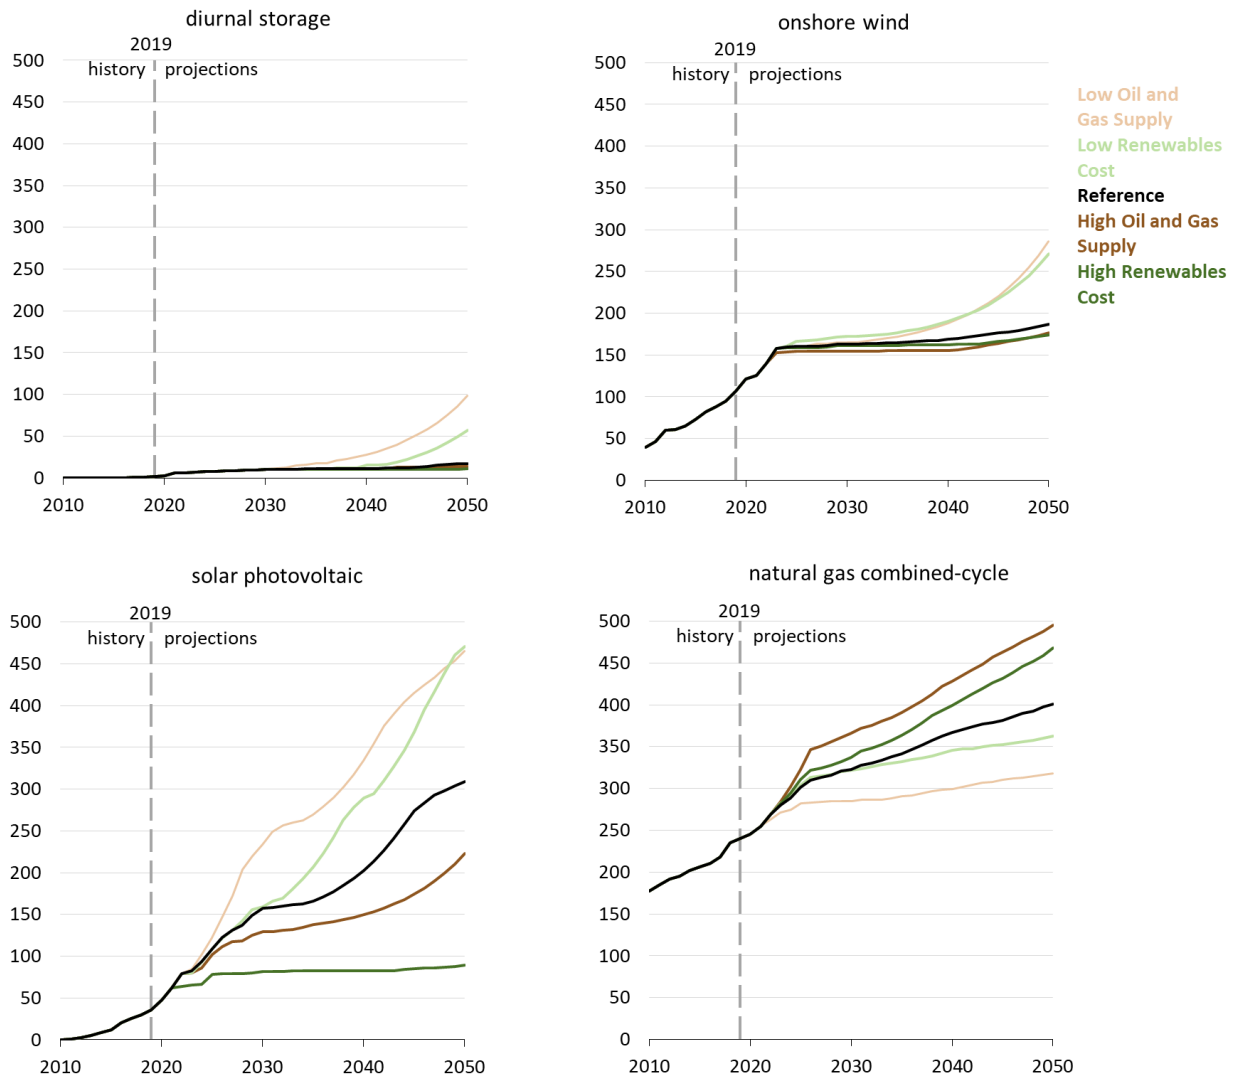 diurnal storage
2019
history projections
500
450
400
350
300
250
200
150
100
50
0
2010 2020 2030 2040 2050
onshore wind
2019
history projections
500
450
400
350
300
250
200
150
100
50
0
2010 2020 2030 2040 2050
Low Oil and
Gas Supply
Low Renewables
Cost
Reference
High Oil and Gas
Supply
High Renewables
Cost
solar photovoltaic
2019
history projections
500
450
400
350
300
250
200
150
100
50
0
2010 2020 2030 2040 2050
natural gas combined-cycle
2019
history projections
500
450
400
350
300
250
200
150
100
50
0
2010 2020 2030 2040 2050